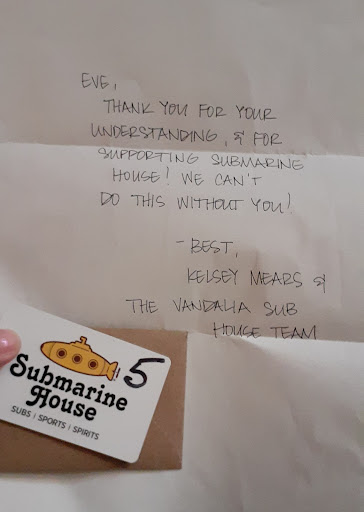 EVE,
THANK YOU FOR YOUR
UNDERSTANDING, & FOR
SUPPORTING SUBMARINE
HOUSE! WE CAN'T
DO THIS WITHOUT YOU!
- BEST,
KELSEY MEARS &
THE VANDALIA SUB
HOUSE TEAM
5
Submarine
House
SUBS | SPORTS | SPIRITS